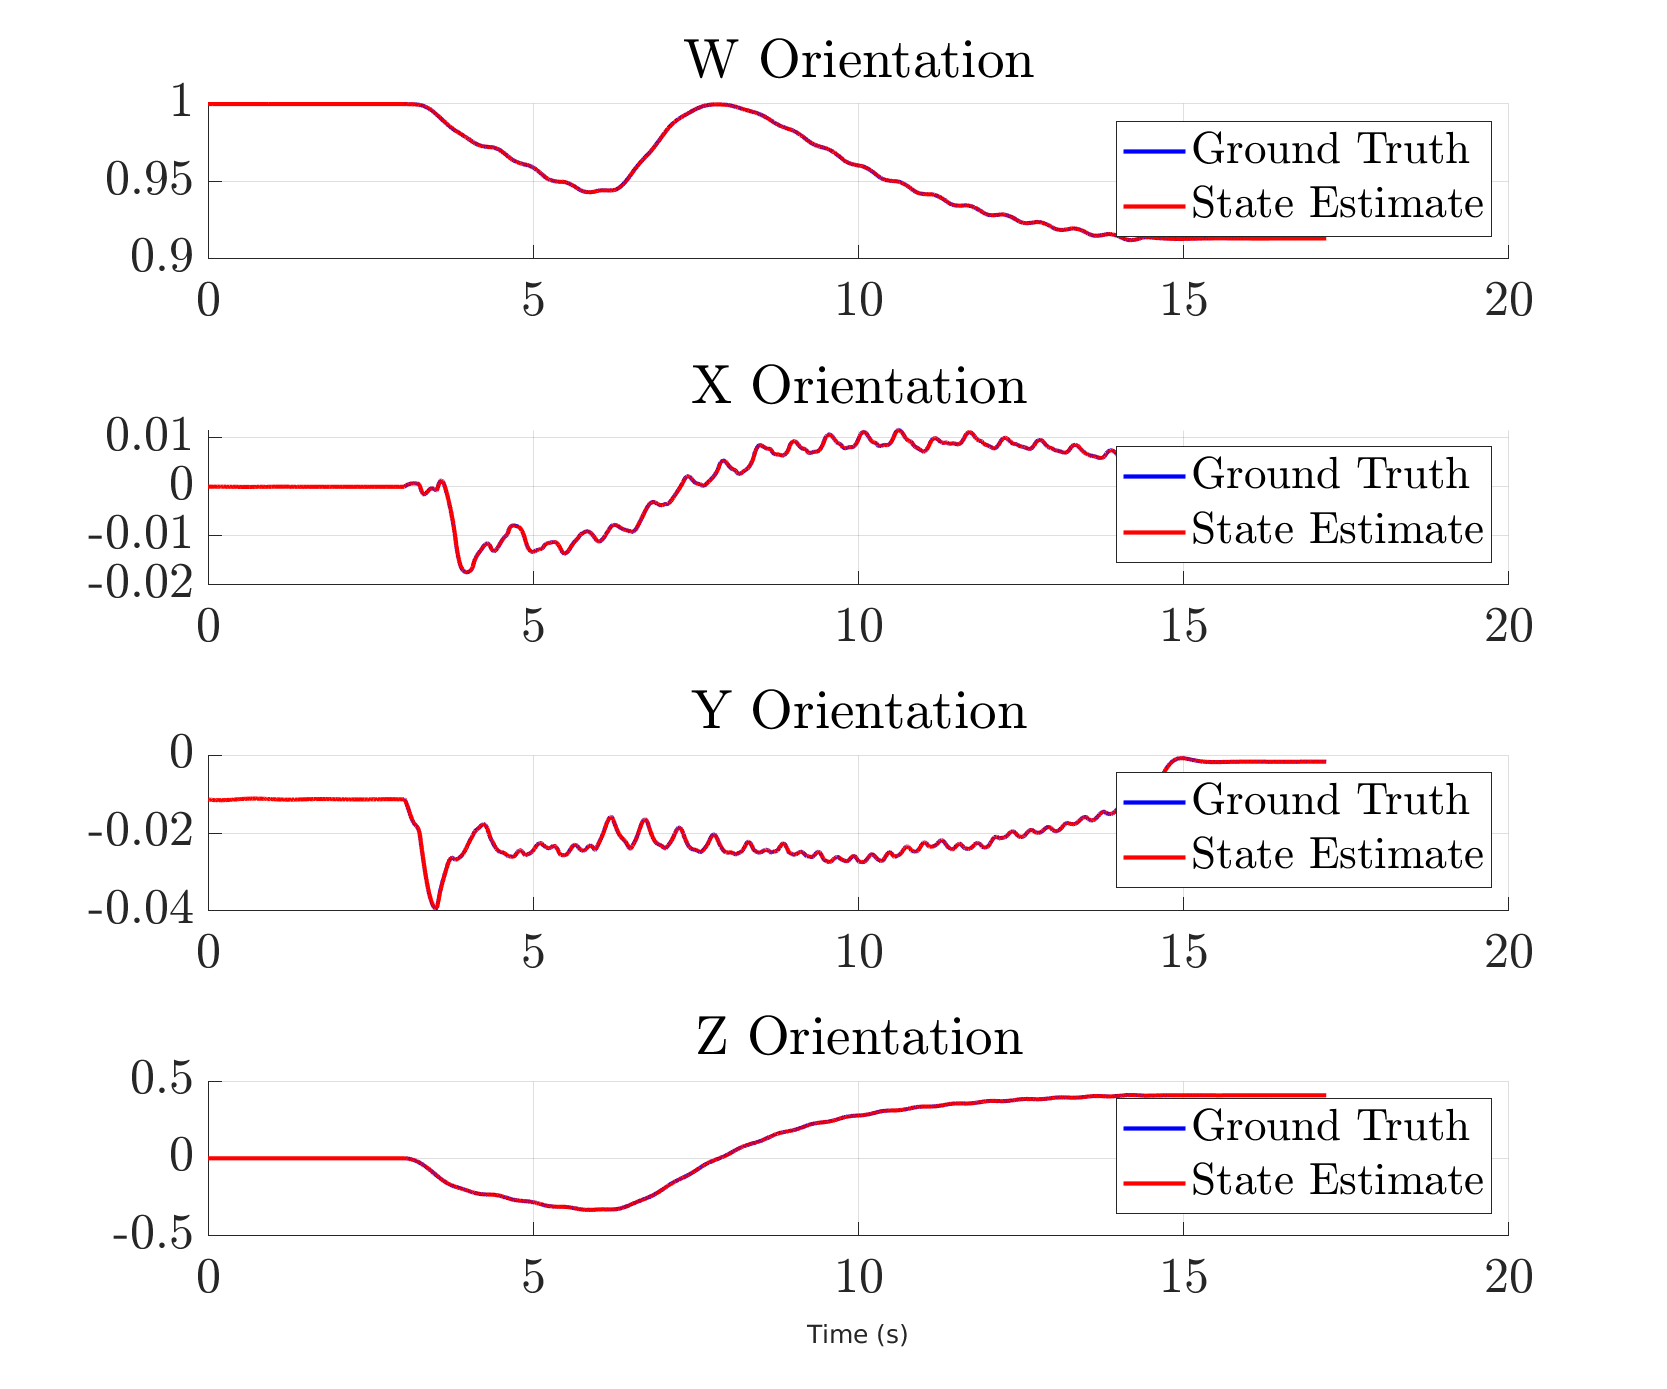 W Orientation
1
0.95
0.9
Ground Truth
State Estimate
0 5 10 15 20
X Orientation
0.01
0
-0.01
-0.02
Ground Truth
State Estimate
0 5 10 15 20
Y Orientation
0
-0.02
-0.04
Ground Truth
State Estimate
0 5 10 15 20
Z Orientation
0.5
0
-0.5
Ground Truth
State Estimate
0 5 10 15 20
Time (s)